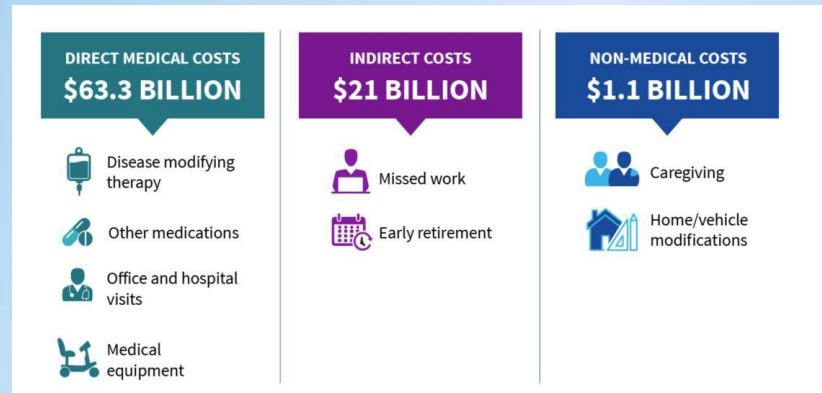 DIRECT MEDICAL COSTS
$63.3 BILLION
Disease modifying
therapy
Other medications
Office and hospital
visits
Medical
equipment
INDIRECT COSTS
$21 BILLION
Missed work
Early retirement
NON-MEDICAL COSTS
$1.1 BILLION
Caregiving
Home/vehicle
modifications